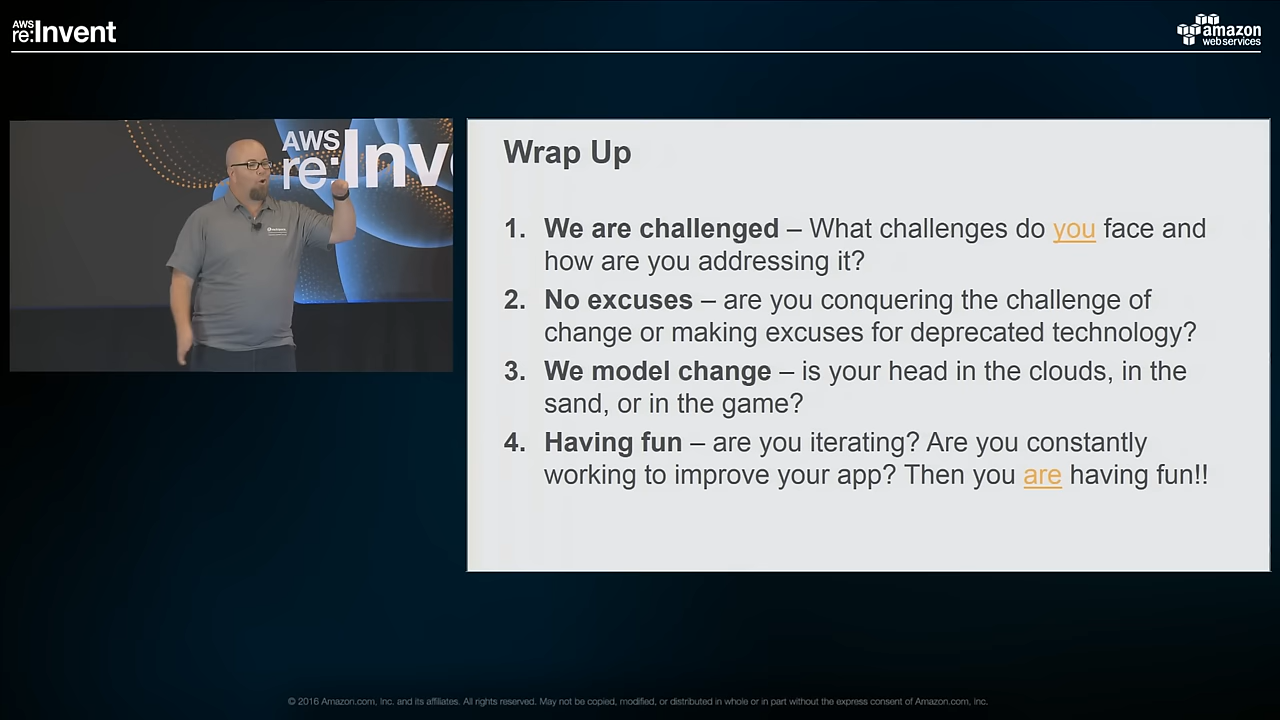 AWS
re:Invent
amazon
webservices
AWS
re:Inv
Wrap Up
1. We are challenged – What challenges do you face and
how are you addressing it?
2. No excuses – are you conquering the challenge of
change or making excuses for deprecated technology?
3. We model change – is your head in the clouds, in the
sand, or in the game?
4. Having fun – are you iterating? Are you constantly
working to improve your app? Then you are having fun!!
© 2016 Amazon.com, Inc. and its affiliates. All rights reserved. May not be copied, modified, or distributed in whole or in part without the express consent of Amazon.com, Inc.